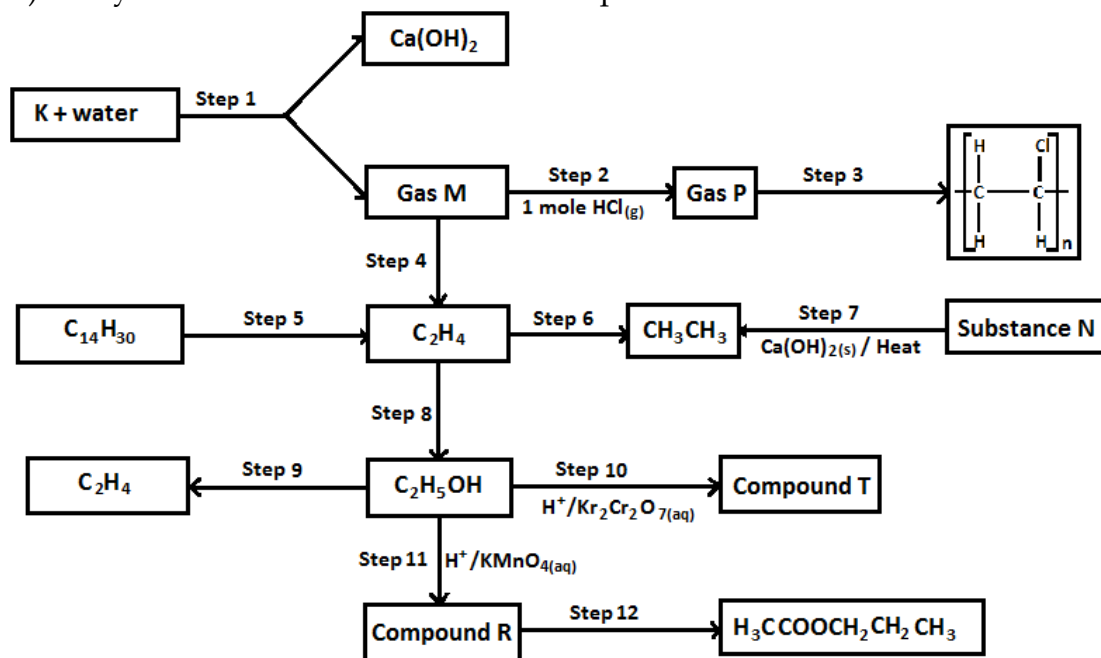 Ca(OH)₂
K + water
Step 1
Gas M
Step 2
1 mole HCl(g)
Gas P
Step 3
H Cl
C C
H H n
Step 4
C₁₄H₃₀
Step 5
C₂H₄
Step 6
CH₃CH₃
Step 7
Ca(OH)₂(s) / Heat
Substance N
Step 8
C₂H₄
Step 9
C₂H₅OH
Step 10
H⁺/Kr₂Cr₂O₇(aq)
Compound T
Step 11
H⁺/KMnO₄(aq)
Compound R
Step 12
H₃CCOOCH₂CH₂CH₃